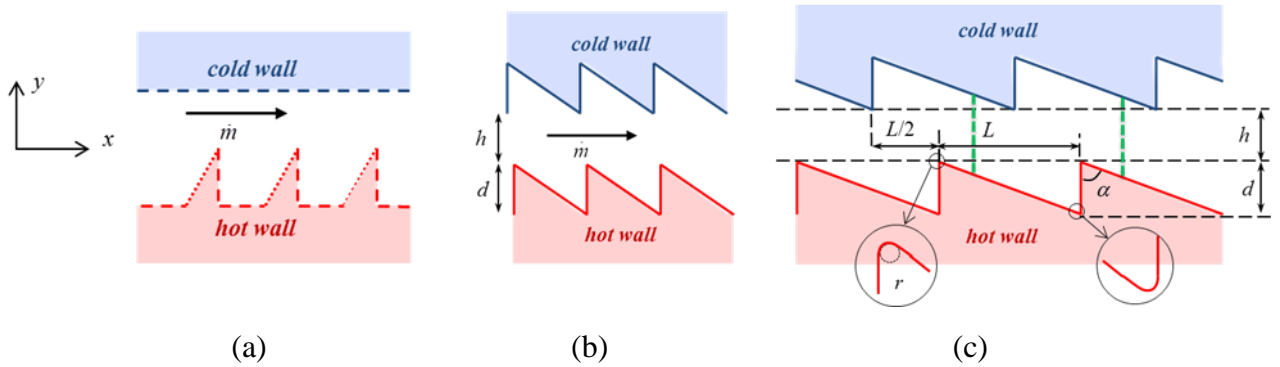 y
x
cold wall
ṁ
hot wall
(a)
cold wall
h
ṁ
d
hot wall
(b)
cold wall
L/2
L
h
α
d
hot wall
r
(c)